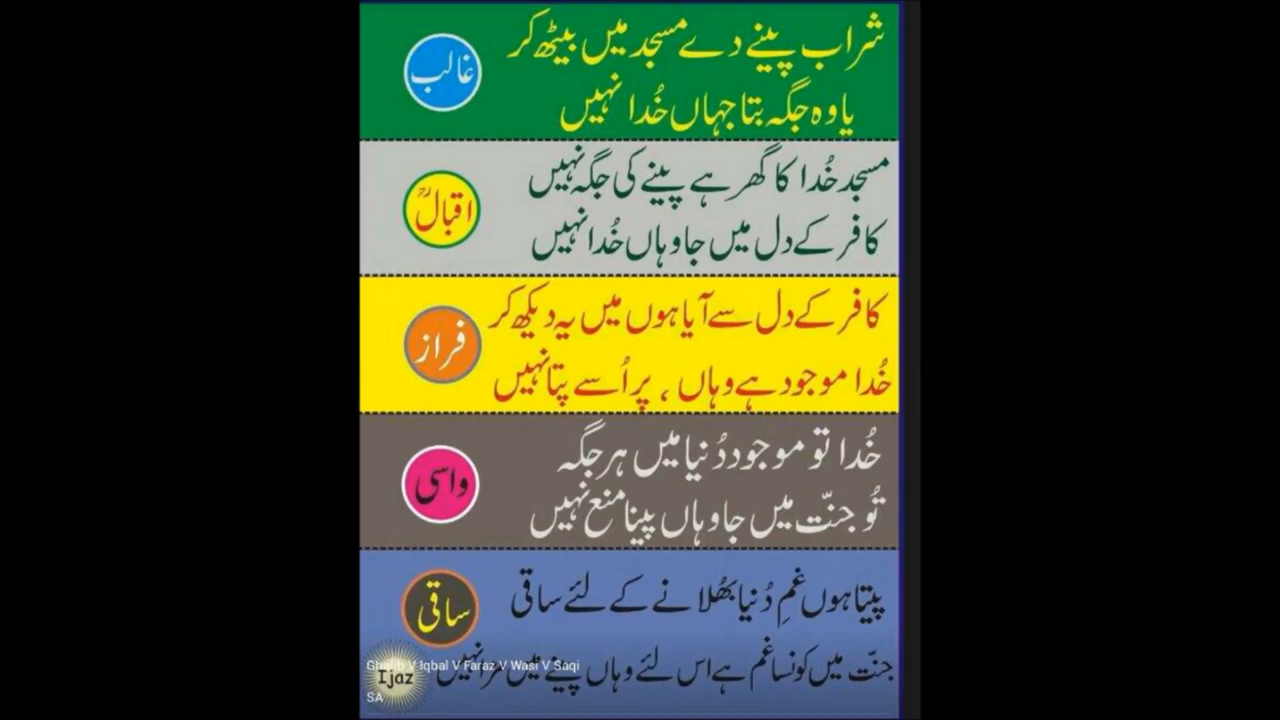 شراب پینے دے مسجد میں بیٹھ کر
یا وہ جگہ بتا جہاں خُدا نہیں
غالب
مسجد خُدا کا گھر ہے پینے کی جگہ نہیں
کافر کے دل میں جا وہاں خُدا نہیں
اقبالؒ
کافر کے دل سے آیا ہوں میں یہ دیکھ کر
خُدا موجود ہے وہاں ، پر اُسے پتا نہیں
فراز
خُدا تو موجود دُنیا میں ہر جگہ
تُو جنّت میں جا وہاں پینا منع نہیں
واسی
پیتا ہوں غمِ دُنیا بھُلانے کے لئے ساقی
جنّت میں کونسا غم ہے اس لئے وہاں پینے میں مزا نہیں
ساقی
Ghalib V Iqbal V Faraz V Wasi V Saqi
Ijaz
SA